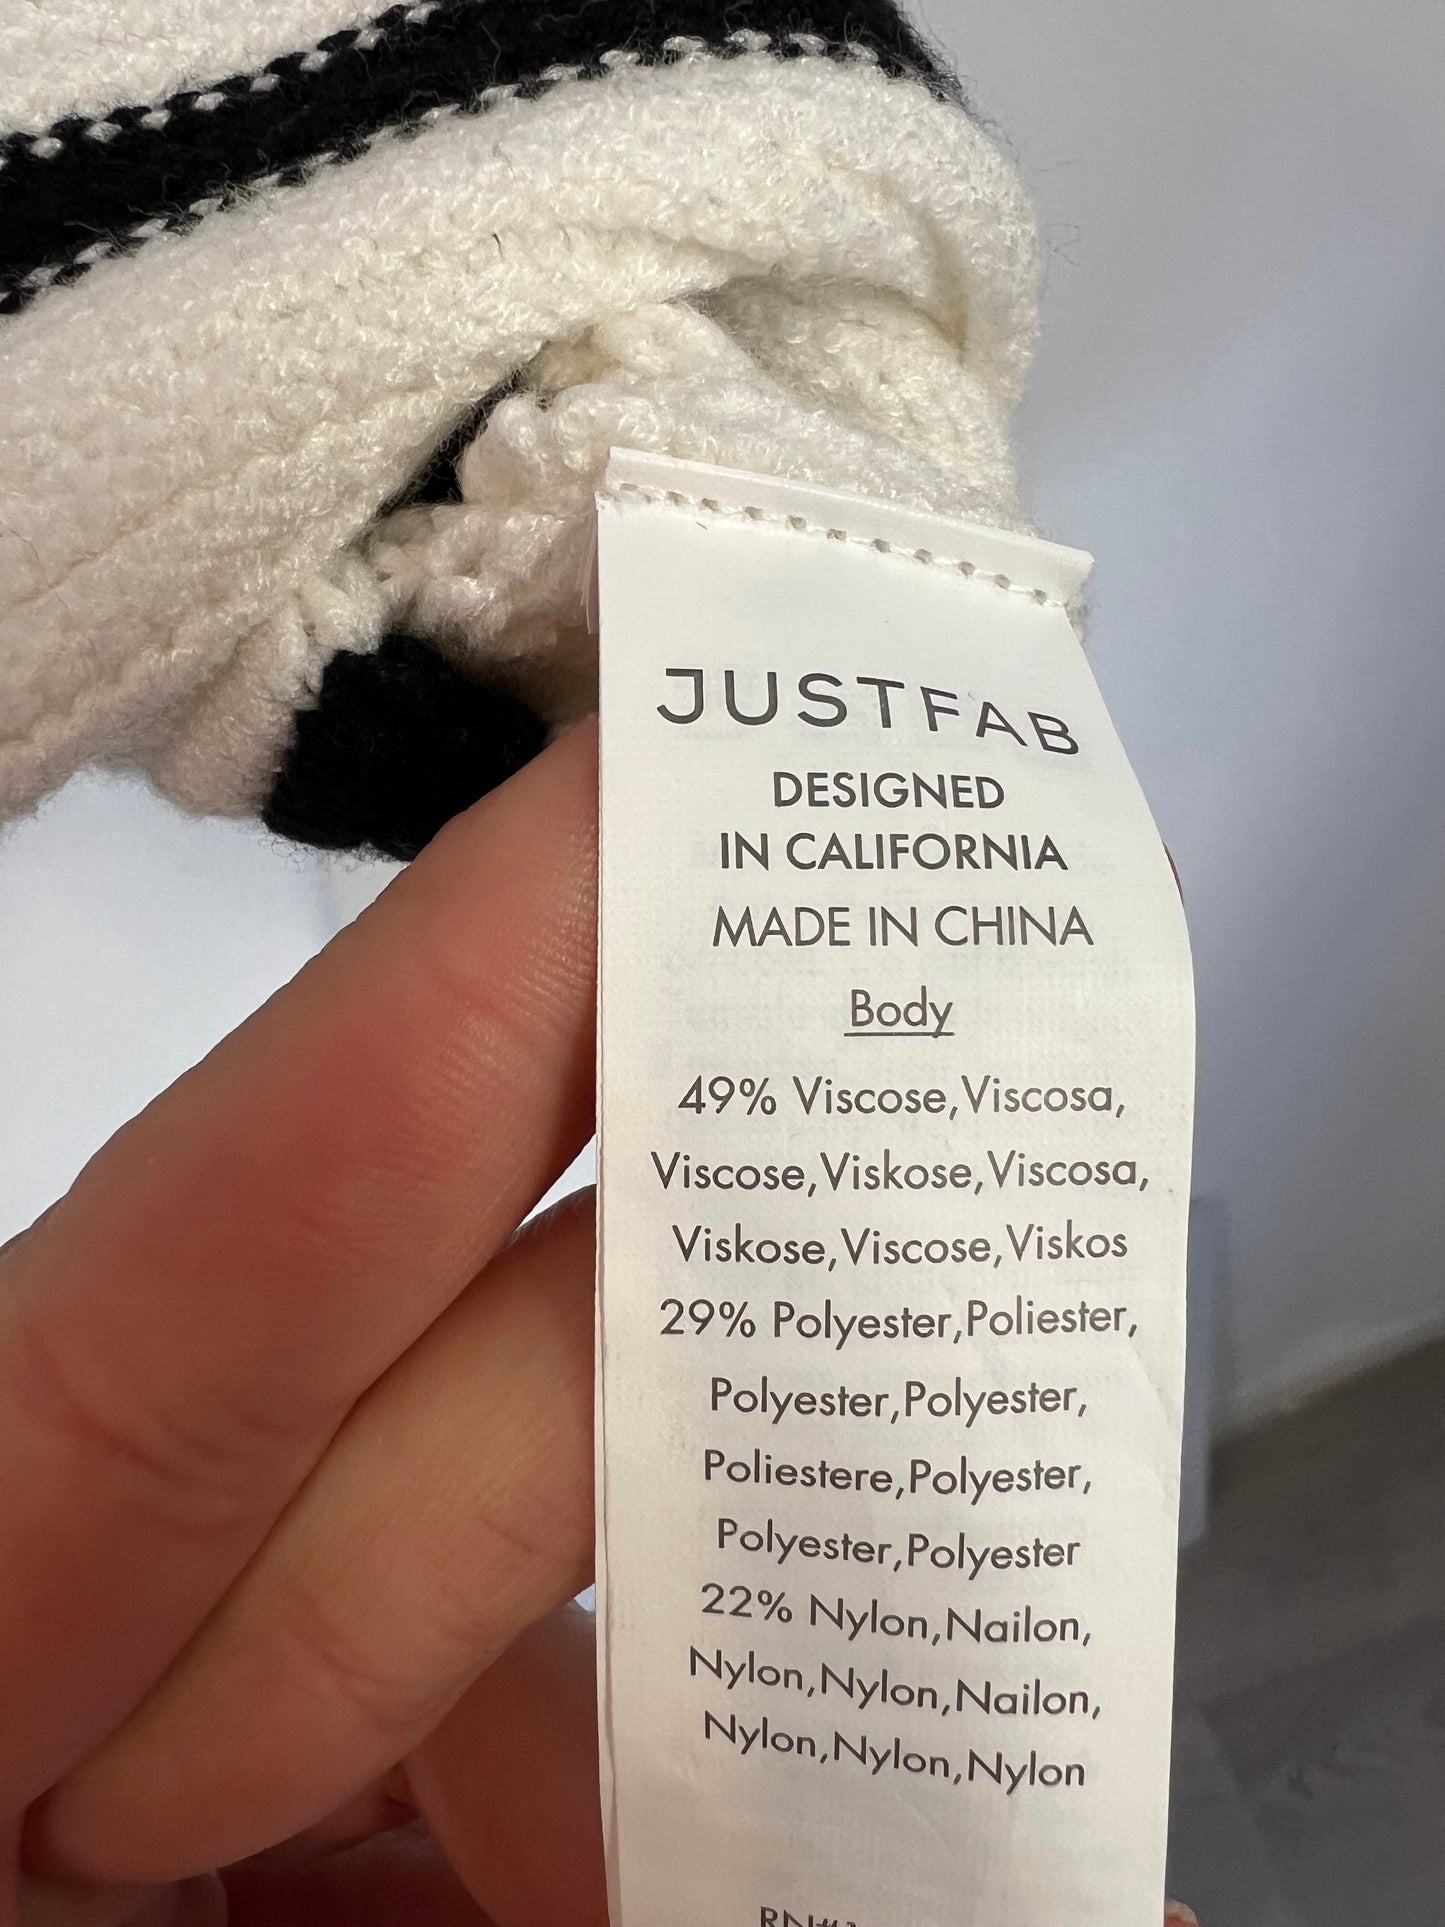 JUSTFAB
DESIGNED
IN CALIFORNIA
MADE IN CHINA
Body
49% Viscose,Viscosa,
Viscose,Viskose,Viscosa,
Viskose,Viscose,Viskos
29% Polyester,Poliester,
Polyester,Polyester,
Poliestere,Polyester,
Polyester,Polyester
22% Nylon,Nailon,
Nylon,Nylon,Nailon,
Nylon,Nylon,Nylon